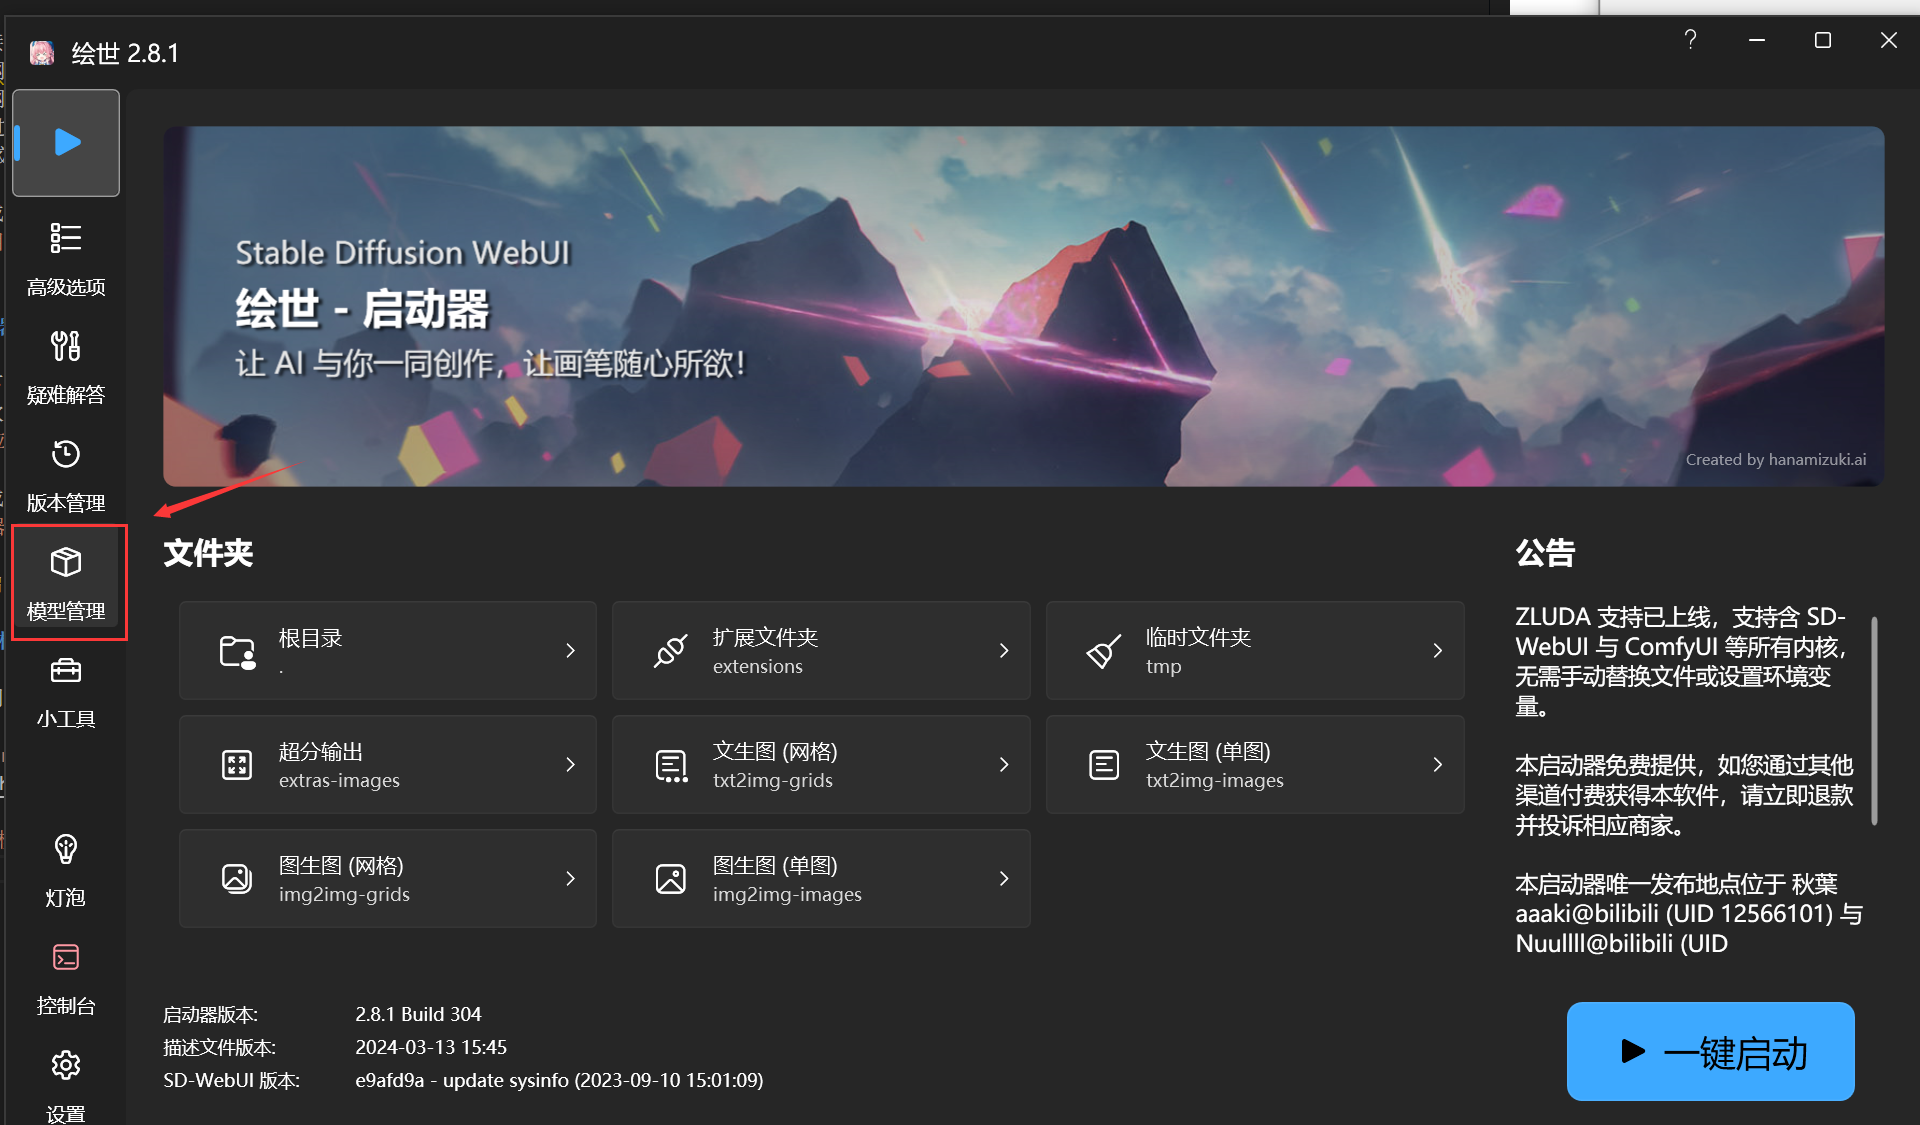 绘世 2.8.1
高级选项
疑难解答
版本管理
模型管理
小工具
灯泡
控制台
设置
Stable Diffusion WebUI
绘世 - 启动器
让 AI 与你一同创作，让画笔随心所欲！
Created by hanamizuki.ai
文件夹
根目录
.
扩展文件夹
extensions
临时文件夹
tmp
超分输出
extras-images
文生图 (网格)
txt2img-grids
文生图 (单图)
txt2img-images
图生图 (网格)
img2img-grids
图生图 (单图)
img2img-images
公告
ZLUDA 支持已上线，支持含 SD-
WebUI 与 ComfyUI 等所有内核，
无需手动替换文件或设置环境变
量。
本启动器免费提供，如您通过其他
渠道付费获得本软件，请立即退款
并投诉相应商家。
本启动器唯一发布地点位于 秋葉
aaaki@bilibili (UID 12566101) 与
Nuullll@bilibili (UID
启动器版本: 2.8.1 Build 304
描述文件版本: 2024-03-13 15:45
SD-WebUI 版本: e9afd9a - update sysinfo (2023-09-10 15:01:09)
一键启动